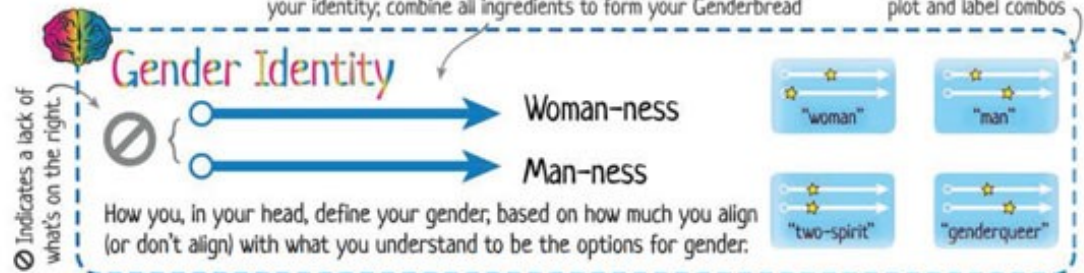 your identity; combine all ingredients to form your Genderbread
plot and label combos
Gender Identity
⊘ Indicates a lack of
what's on the right.
Woman-ness
Man-ness
How you, in your head, define your gender, based on how much you align
(or don't align) with what you understand to be the options for gender.
"woman"
"man"
"two-spirit"
"genderqueer"